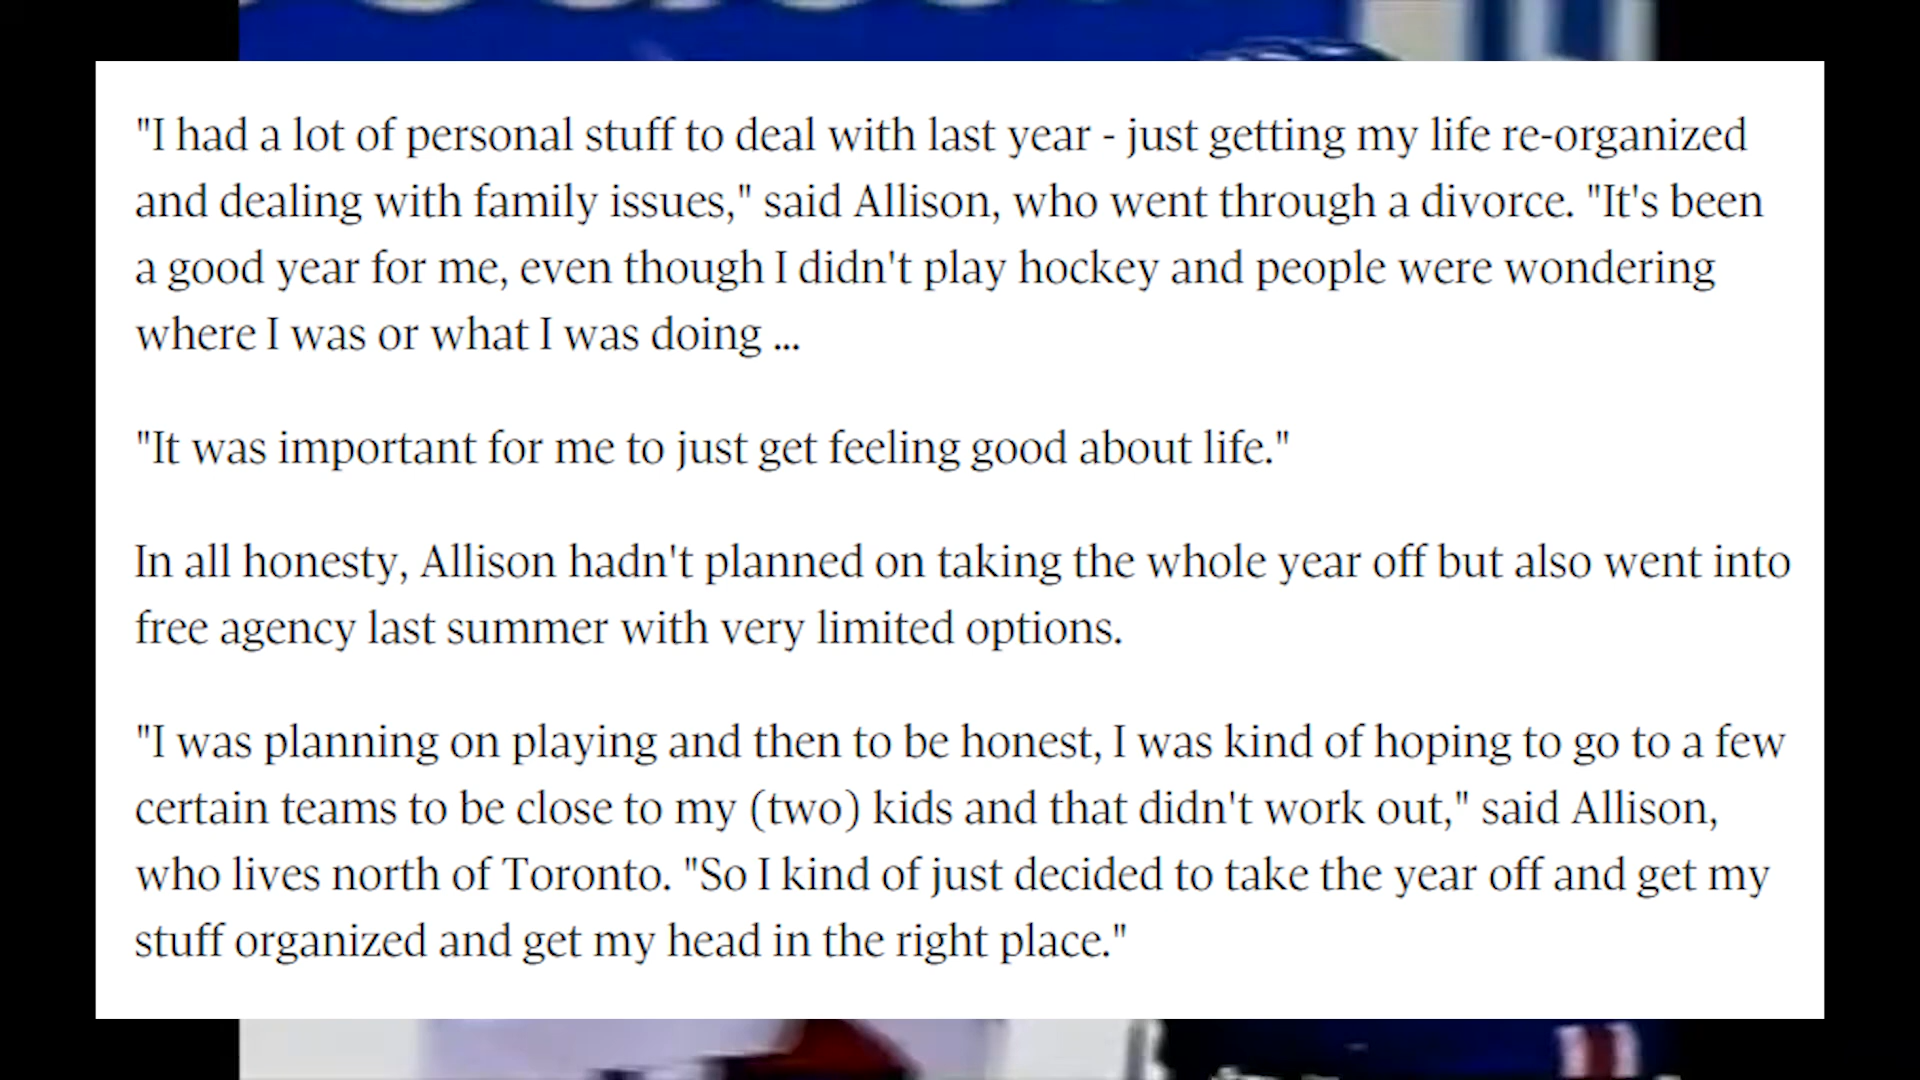 "I had a lot of personal stuff to deal with last year - just getting my life re-organized
and dealing with family issues," said Allison, who went through a divorce. "It's been
a good year for me, even though I didn't play hockey and people were wondering
where I was or what I was doing ...
"It was important for me to just get feeling good about life."
In all honesty, Allison hadn't planned on taking the whole year off but also went into
free agency last summer with very limited options.
"I was planning on playing and then to be honest, I was kind of hoping to go to a few
certain teams to be close to my (two) kids and that didn't work out," said Allison,
who lives north of Toronto. "So I kind of just decided to take the year off and get my
stuff organized and get my head in the right place."